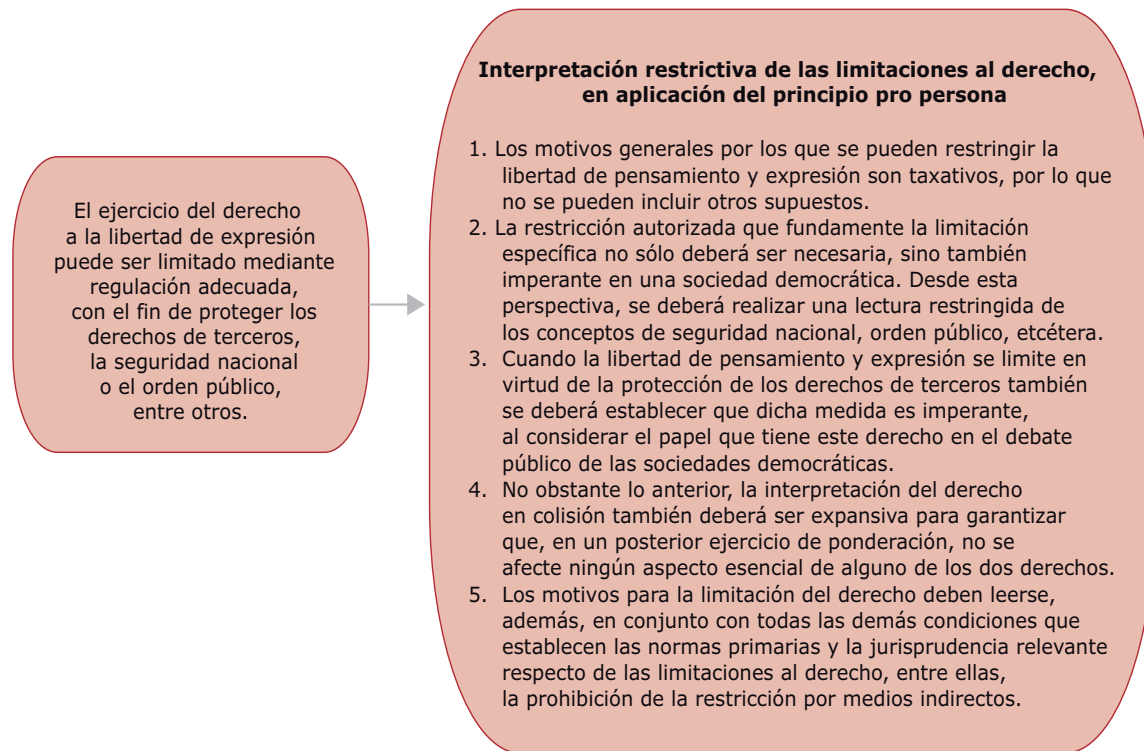 El ejercicio del derecho
a la libertad de expresión
puede ser limitado mediante
regulación adecuada,
con el fin de proteger los
derechos de terceros,
la seguridad nacional
o el orden público,
entre otros.
Interpretación restrictiva de las limitaciones al derecho,
en aplicación del principio pro persona
1. Los motivos generales por los que se pueden restringir la
libertad de pensamiento y expresión son taxativos, por lo que
no se pueden incluir otros supuestos.
2. La restricción autorizada que fundamente la limitación
específica no sólo deberá ser necesaria, sino también
imperante en una sociedad democrática. Desde esta
perspectiva, se deberá realizar una lectura restringida de
los conceptos de seguridad nacional, orden público, etcétera.
3. Cuando la libertad de pensamiento y expresión se limite en
virtud de la protección de los derechos de terceros también
se deberá establecer que dicha medida es imperante,
al considerar el papel que tiene este derecho en el debate
público de las sociedades democráticas.
4. No obstante lo anterior, la interpretación del derecho
en colisión también deberá ser expansiva para garantizar
que, en un posterior ejercicio de ponderación, no se
afecte ningún aspecto esencial de alguno de los dos derechos.
5. Los motivos para la limitación del derecho deben leerse,
además, en conjunto con todas las demás condiciones que
establecen las normas primarias y la jurisprudencia relevante
respecto de las limitaciones al derecho, entre ellas,
la prohibición de la restricción por medios indirectos.